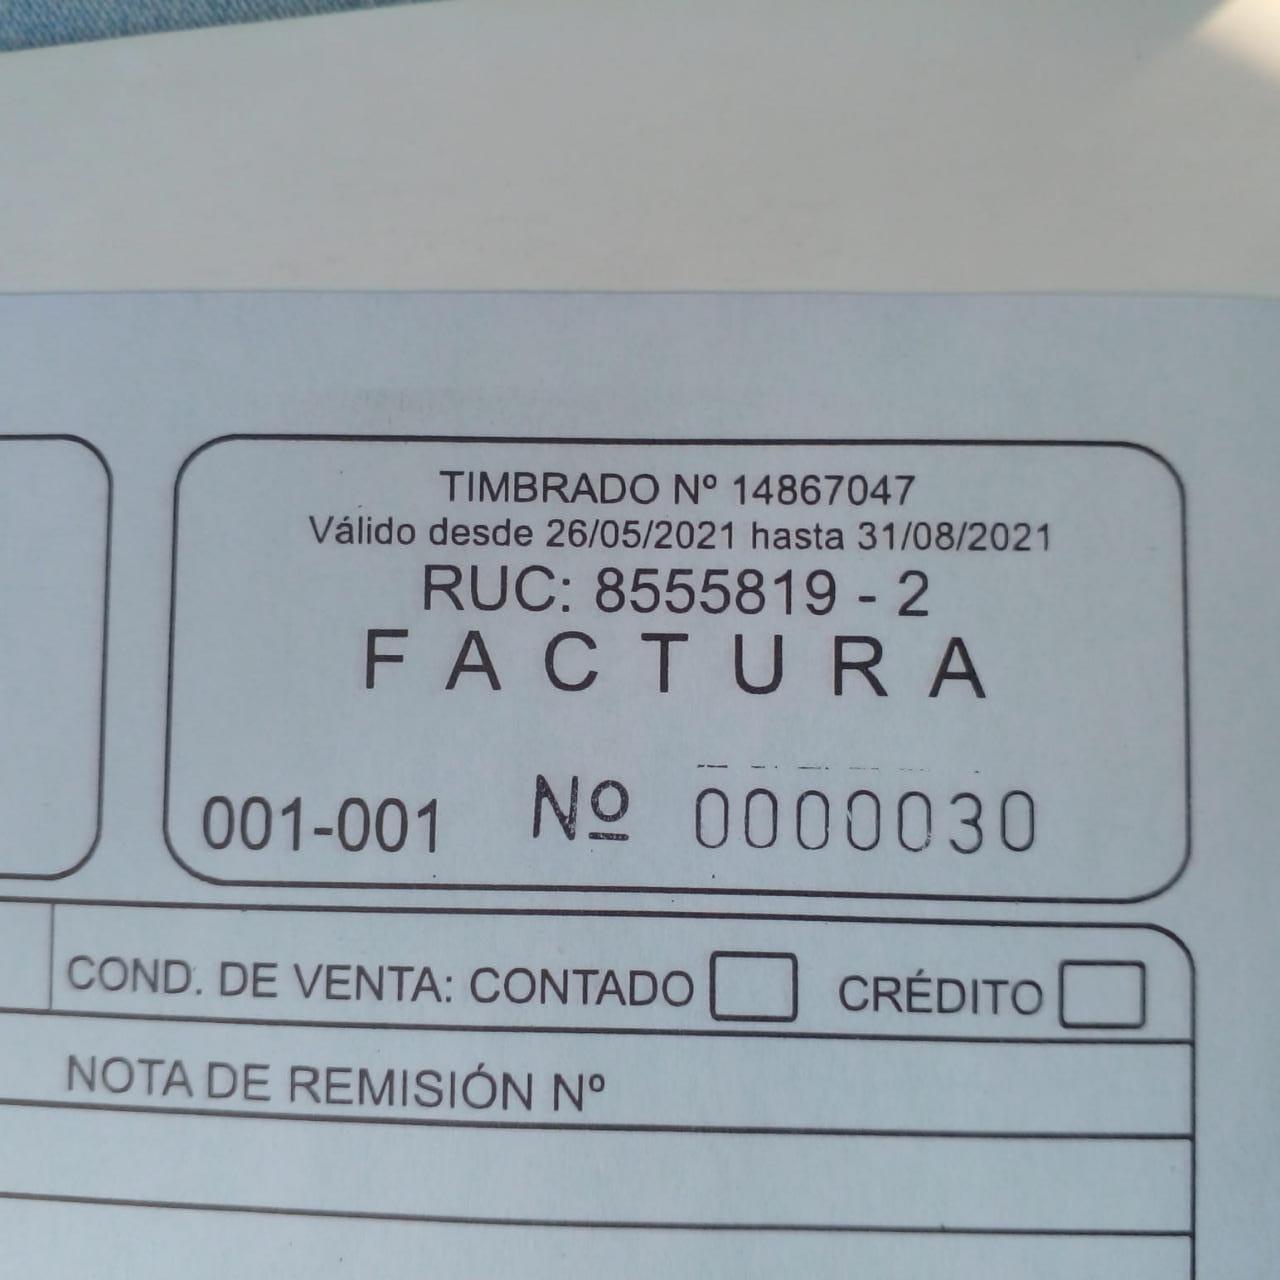 TIMBRADO Nº 14867047
Válido desde 26/05/2021 hasta 31/08/2021
RUC: 8555819 - 2
FACTURA
001-001 Nº 0000030
COND. DE VENTA: CONTADO CRÉDITO
NOTA DE REMISIÓN Nº